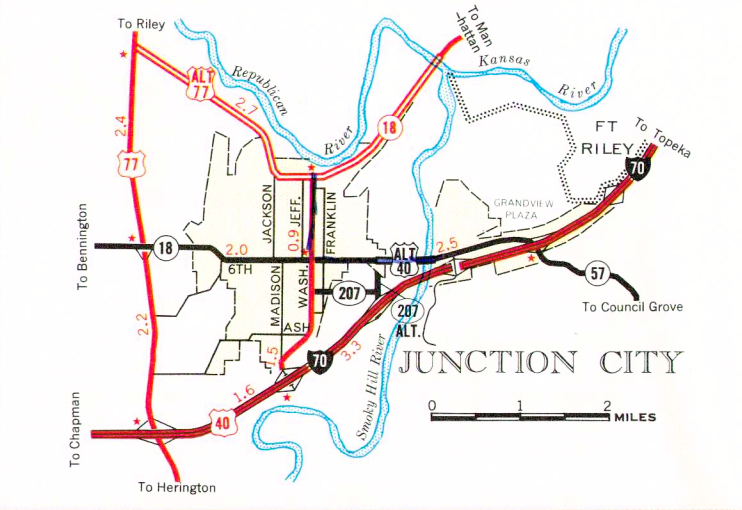 To Riley
To Man
-hattan
Kansas
River
Republican
River
ALT
77
2.7
2.4
77
18
FT
RILEY
To Topeka
70
GRANDVIEW
PLAZA
JACKSON
JEFF.
0.9
FRANKLIN
To Bennington
18
2.0
6TH
ALT
40
2.5
MADISON
WASH.
207
57
To Council Grove
2.2
ASH
207
ALT.
1.5
70
3.3
Smoky Hill River
JUNCTION CITY
1.6
40
To Chapman
0 1 2
MILES
To Herington